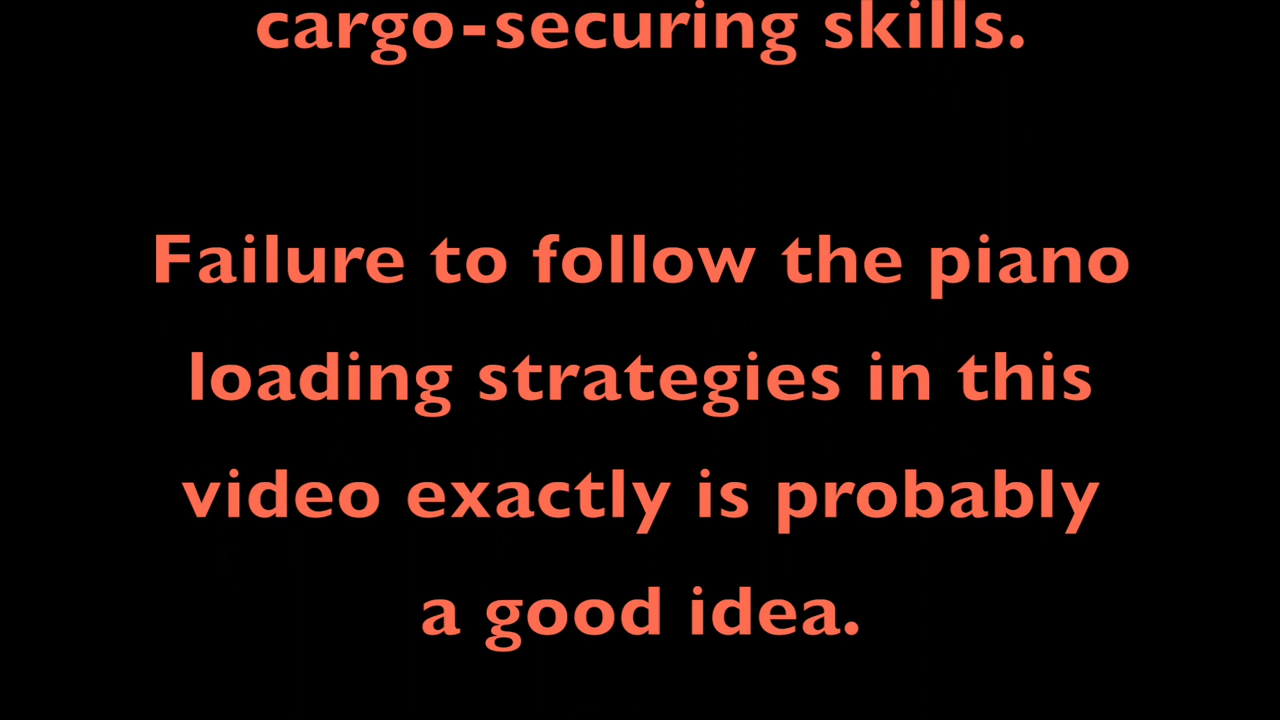 cargo-securing skills.
Failure to follow the piano
loading strategies in this
video exactly is probably
a good idea.